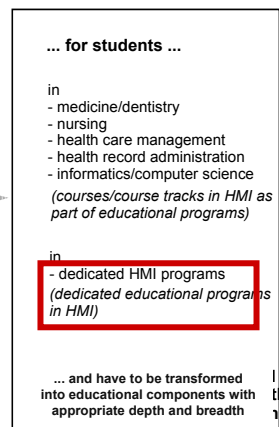 ... for students ...
in
- medicine/dentistry
- nursing
- health care management
- health record administration
- informatics/computer science
(courses/course tracks in HMI as
part of educational programs)
in
- dedicated HMI programs
(dedicated educational programs
in HMI)
... and have to be transformed
into educational components with
appropriate depth and breadth